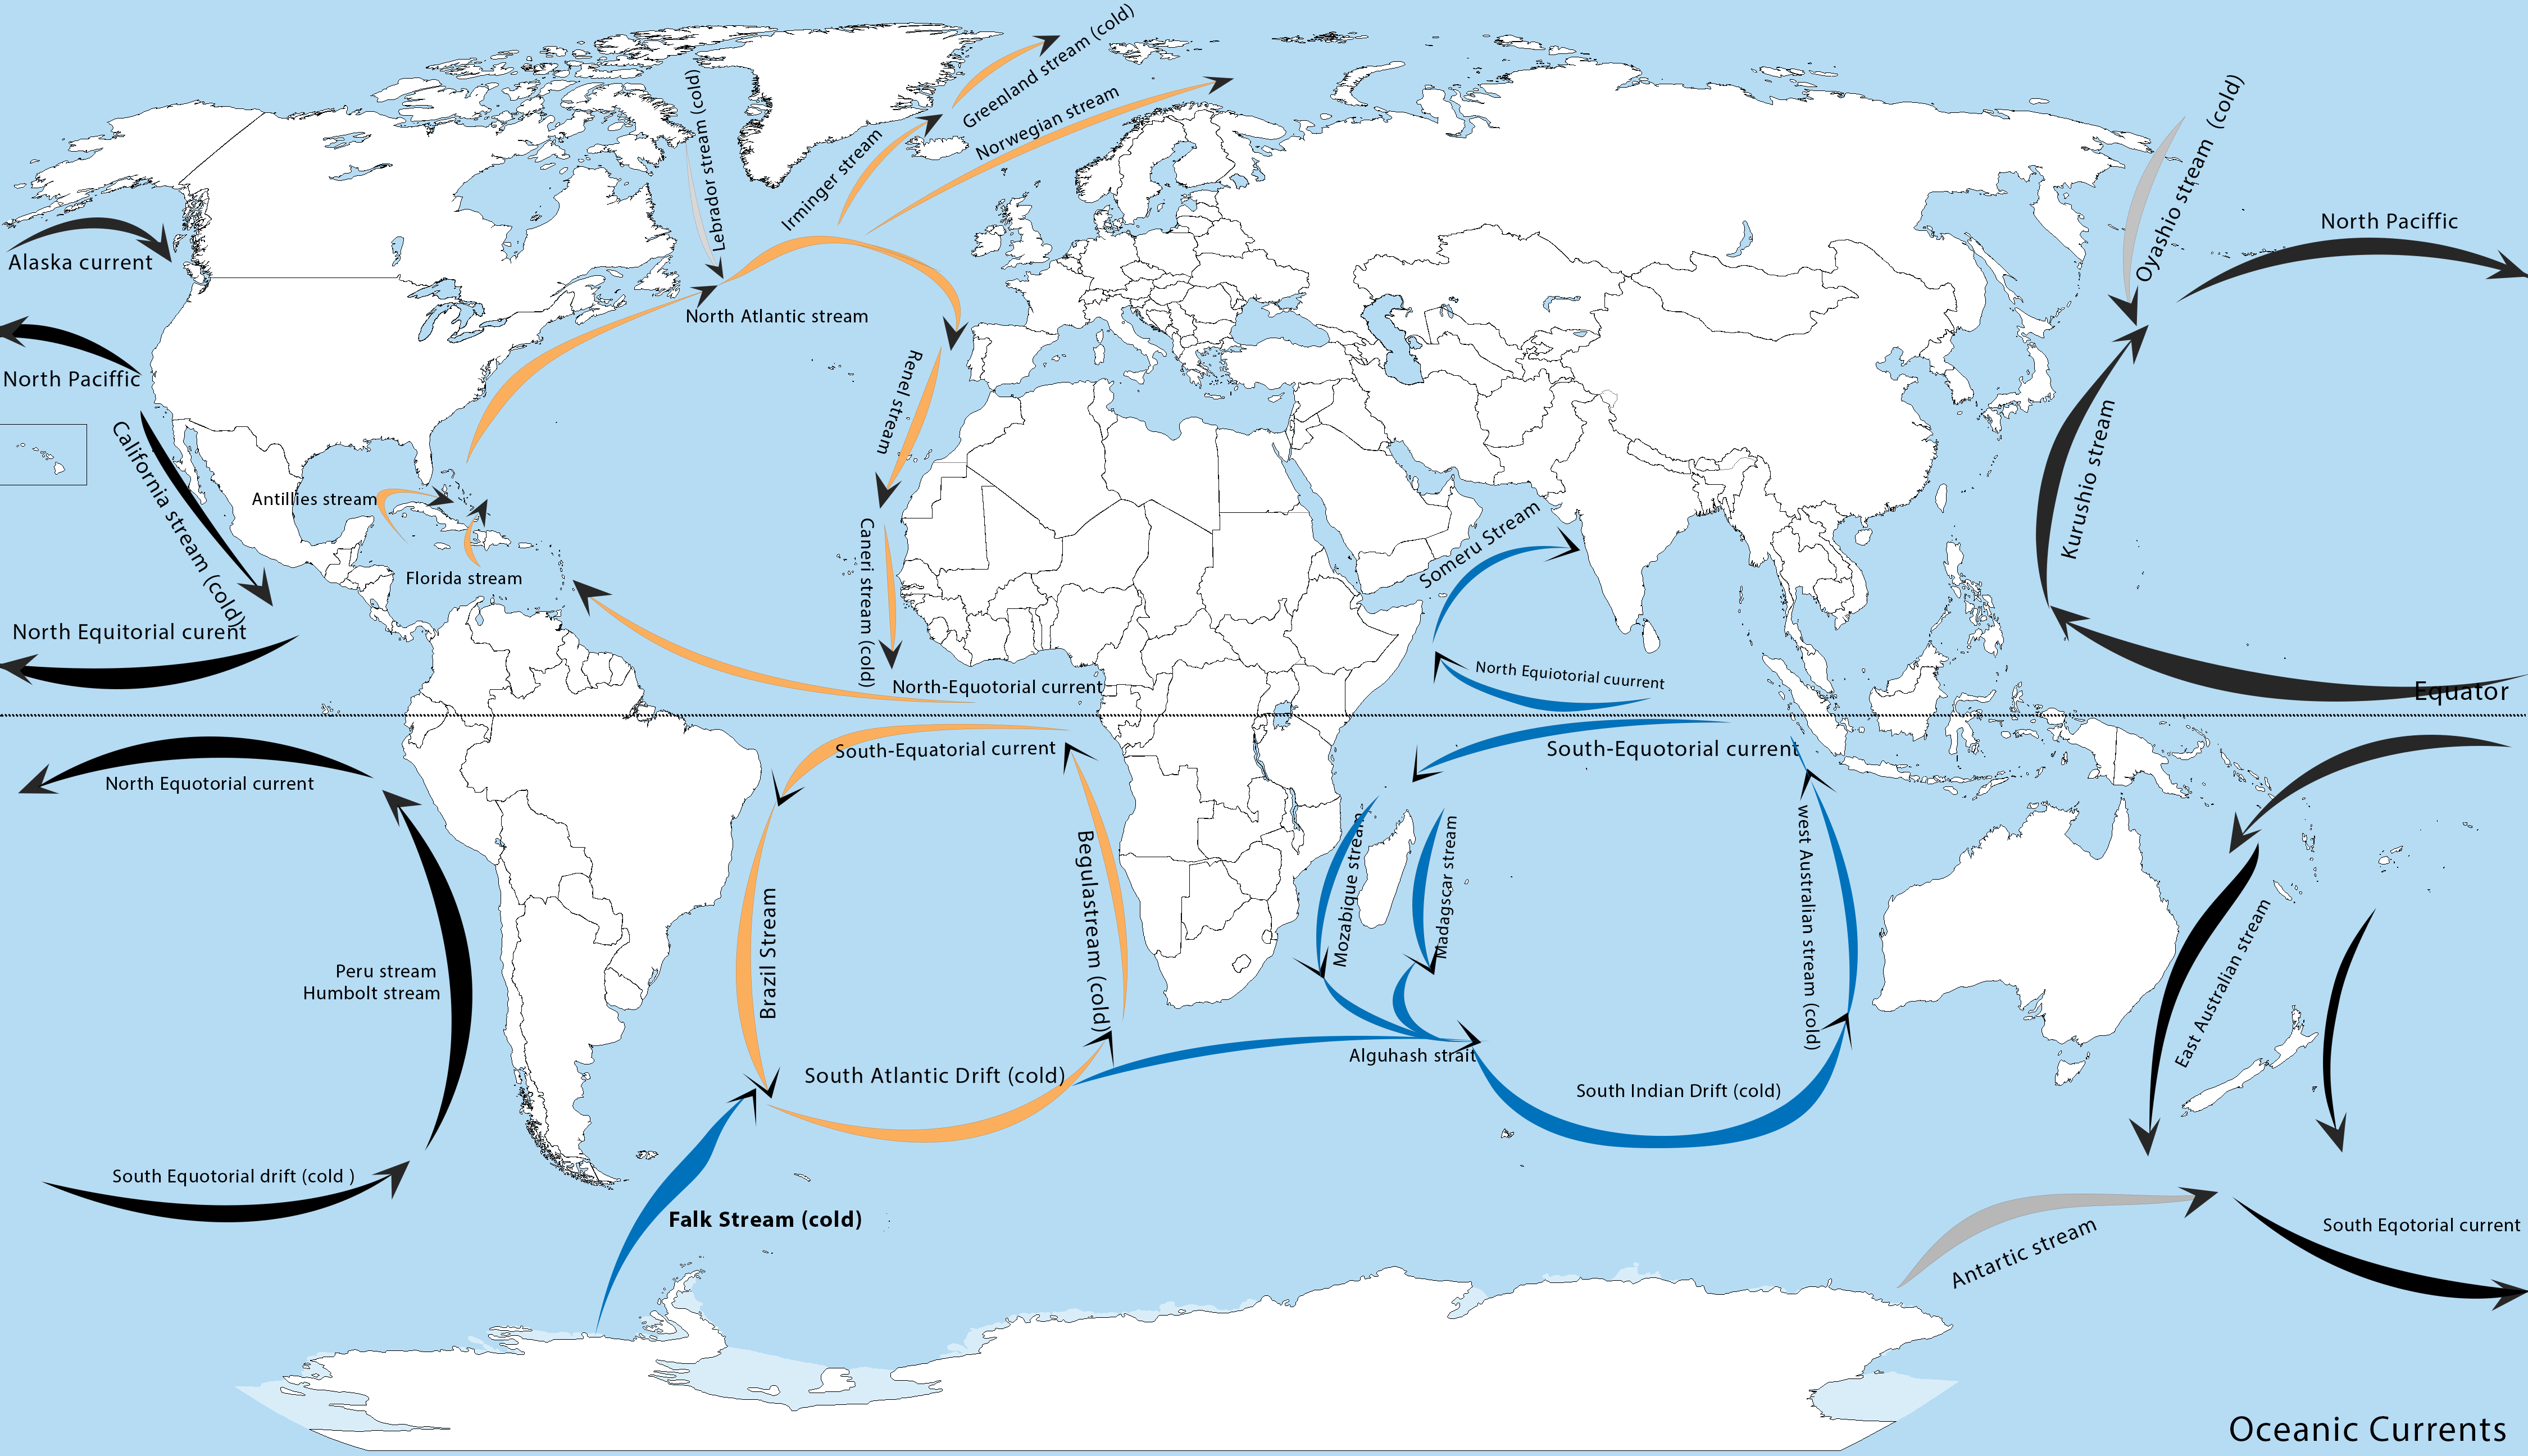 Greenland stream (cold)
Lebrador stream (cold)
Irminger stream
Norwegian stream
Oyashio stream (cold)
North Paciffic
Alaska current
North Atlantic stream
North Paciffic
Renel stream
California stream (cold)
Kurushio stream
Antillies stream
Florida stream
Caneri stream (cold)
Someru Stream
North Equitorial curent
North-Equotorial current
North Equiotorial cuurrent
Equator
South-Equatorial current
South-Equotorial current
North Equotorial current
Brazil Stream
Begulastream (cold)
Mozabique stream
Madagscar stream
west Australian stream (cold)
East Australian stream
Peru stream
Humbolt stream
South Atlantic Drift (cold)
Alguhash strait
South Indian Drift (cold)
South Equotorial drift (cold )
Falk Stream (cold)
Antartic stream
South Eqotorial current
Oceanic Currents